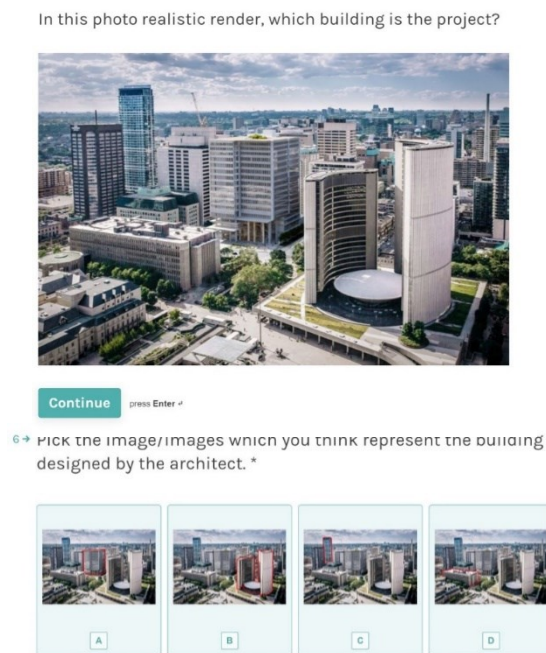 In this photo realistic render, which building is the project?
Continue press Enter ↵
6→ Pick the image/images which you think represent the building
designed by the architect. *
A B C D